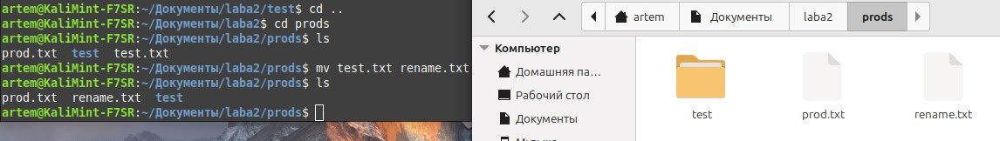 artem@KaliMint-F7SR:~/Документы/laba2/test$ cd ..
artem@KaliMint-F7SR:~/Документы/laba2$ cd prods
artem@KaliMint-F7SR:~/Документы/laba2/prods$ ls
prod.txt  test  test.txt
artem@KaliMint-F7SR:~/Документы/laba2/prods$ mv test.txt rename.txt
artem@KaliMint-F7SR:~/Документы/laba2/prods$ ls
prod.txt  rename.txt  test
artem@KaliMint-F7SR:~/Документы/laba2/prods$
artem Документы laba2 prods
Компьютер
Домашняя па...
Рабочий стол
Документы
Музыка
test prod.txt rename.txt